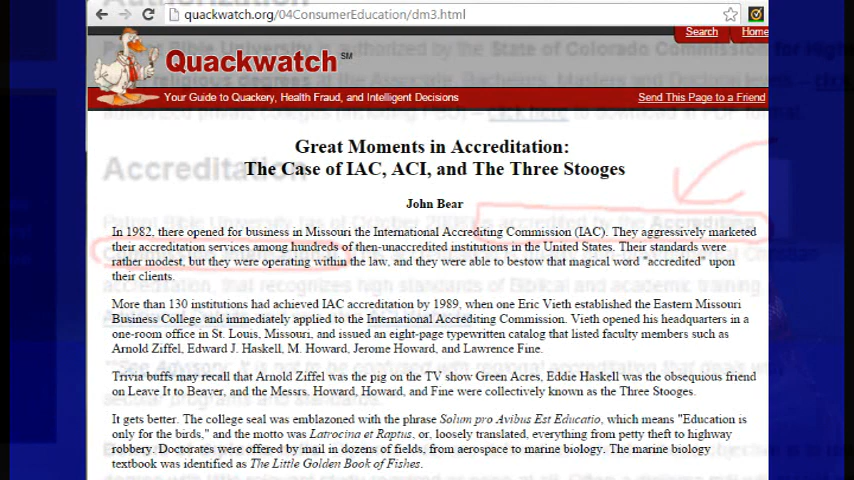 quackwatch.org/04ConsumerEducation/dm3.html
Search Home
Quackwatch SM
Your Guide to Quackery, Health Fraud, and Intelligent Decisions Send This Page to a Friend
Great Moments in Accreditation:
The Case of IAC, ACI, and The Three Stooges
John Bear
In 1982, there opened for business in Missouri the International Accrediting Commission (IAC). They aggressively marketed
their accreditation services among hundreds of then-unaccredited institutions in the United States. Their standards were
rather modest, but they were operating within the law, and they were able to bestow that magical word "accredited" upon
their clients.
More than 130 institutions had achieved IAC accreditation by 1989, when one Eric Vieth established the Eastern Missouri
Business College and immediately applied to the International Accrediting Commission. Vieth opened his headquarters in a
one-room office in St. Louis, Missouri, and issued an eight-page typewritten catalog that listed faculty members such as
Arnold Ziffel, Edward J. Haskell, M. Howard, Jerome Howard, and Lawrence Fine.
Trivia buffs may recall that Arnold Ziffel was the pig on the TV show Green Acres, Eddie Haskell was the obsequious friend
on Leave It to Beaver, and the Messrs. Howard, Howard, and Fine were collectively known as the Three Stooges.
It gets better. The college seal was emblazoned with the phrase Solum pro Avibus Est Educatio, which means "Education is
only for the birds," and the motto was Latrocina et Raptus, or, loosely translated, everything from petty theft to highway
robbery. Doctorates were offered by mail in dozens of fields, from aerospace to marine biology. The marine biology
textbook was identified as The Little Golden Book of Fishes.